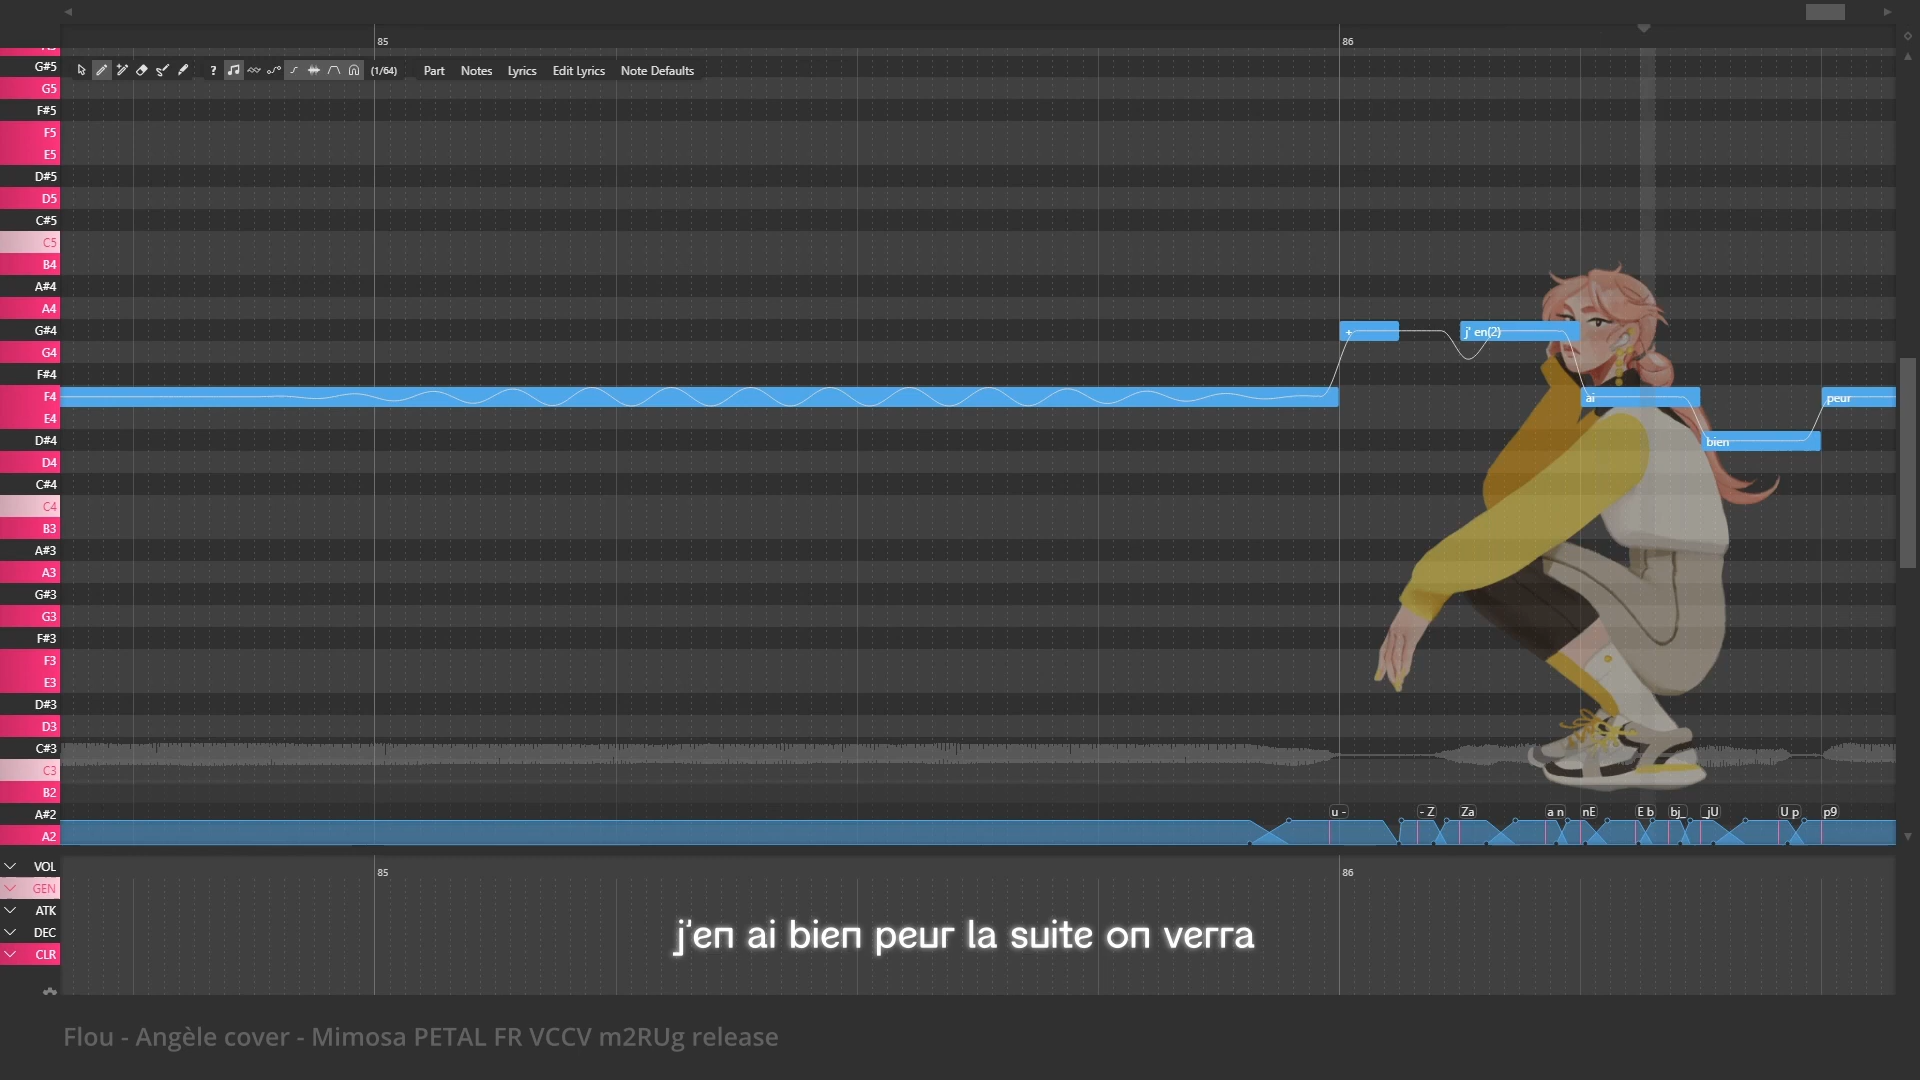 85
86
G#5
? (1/64) Part Notes Lyrics Edit Lyrics Note Defaults
G5
F#5
F5
E5
D#5
D5
C#5
C5
B4
A#4
A4
G#4
+ j' en(2)
G4
F#4
F4
ai
peur
E4
D#4
bien
D4
C#4
C4
B3
A#3
A3
G#3
G3
F#3
F3
E3
D#3
D3
C#3
C3
B2
A#2
u - - Z Za a n nE E b bj_ _jU U p p9
A2
VOL
85
86
GEN
ATK
DEC
CLR
j'en ai bien peur la suite on verra
Flou - Angèle cover - Mimosa PETAL FR VCCV m2RUg release